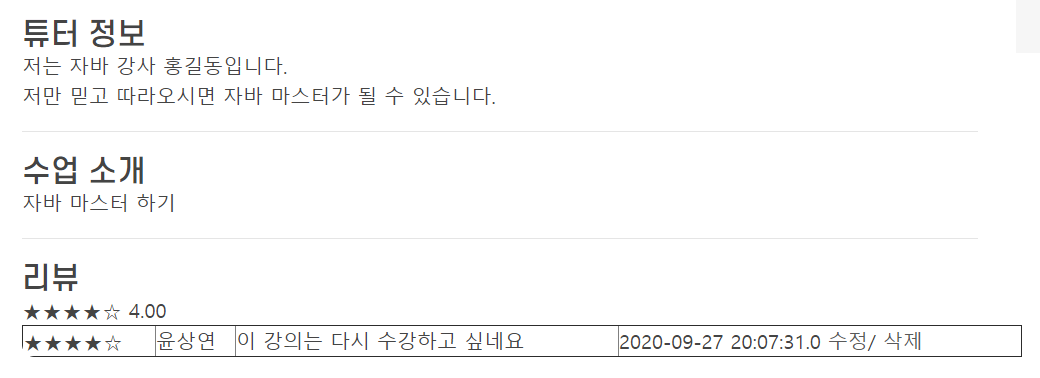 튜터 정보
저는 자바 강사 홍길동입니다.
저만 믿고 따라오시면 자바 마스터가 될 수 있습니다.
수업 소개
자바 마스터 하기
리뷰
★★★★☆ 4.00
★★★★☆ 윤상연 이 강의는 다시 수강하고 싶네요 2020-09-27 20:07:31.0 수정/ 삭제